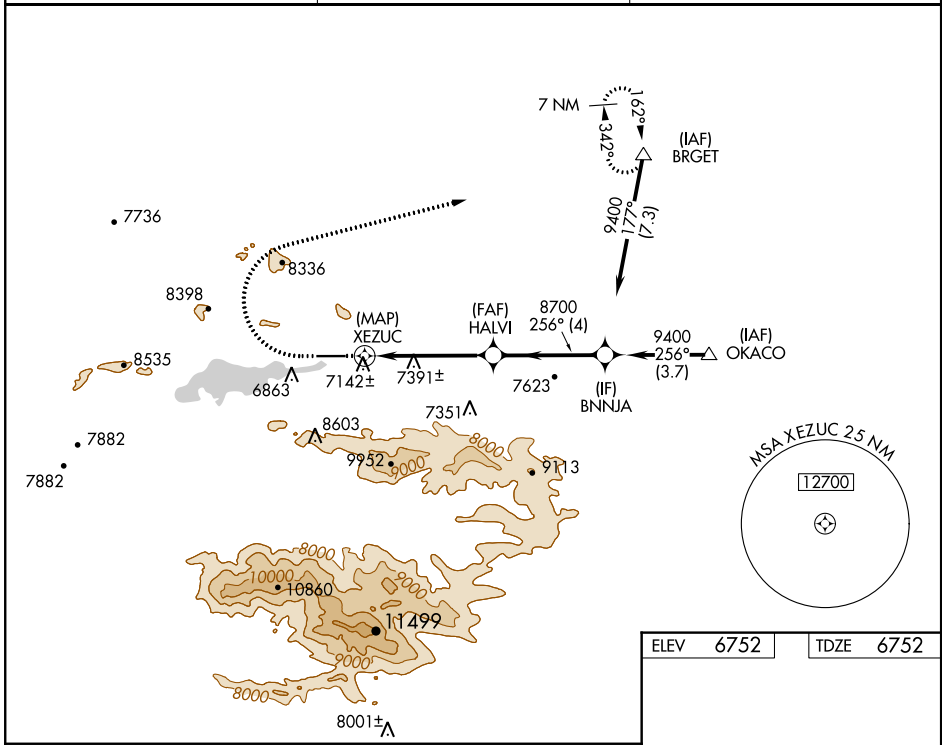 7 NM
162°
342°
(IAF)
BRGET
9400
177°
(7.3)
7736
8336
8398
(MAP)
XEZUC
(FAF)
HALVI
8700
256° (4)
9400
256°
(3.7)
(IAF)
OKACO
8535
6863
7142±
7391±
7623
(IF)
BNNJA
7351
8603
8000
7882
9952
9000
9113
7882
MSA XEZUC 25 NM
12700
8000
10000
10860
9000
11499
9000
8000
8001±
ELEV 6752
TDZE 6752